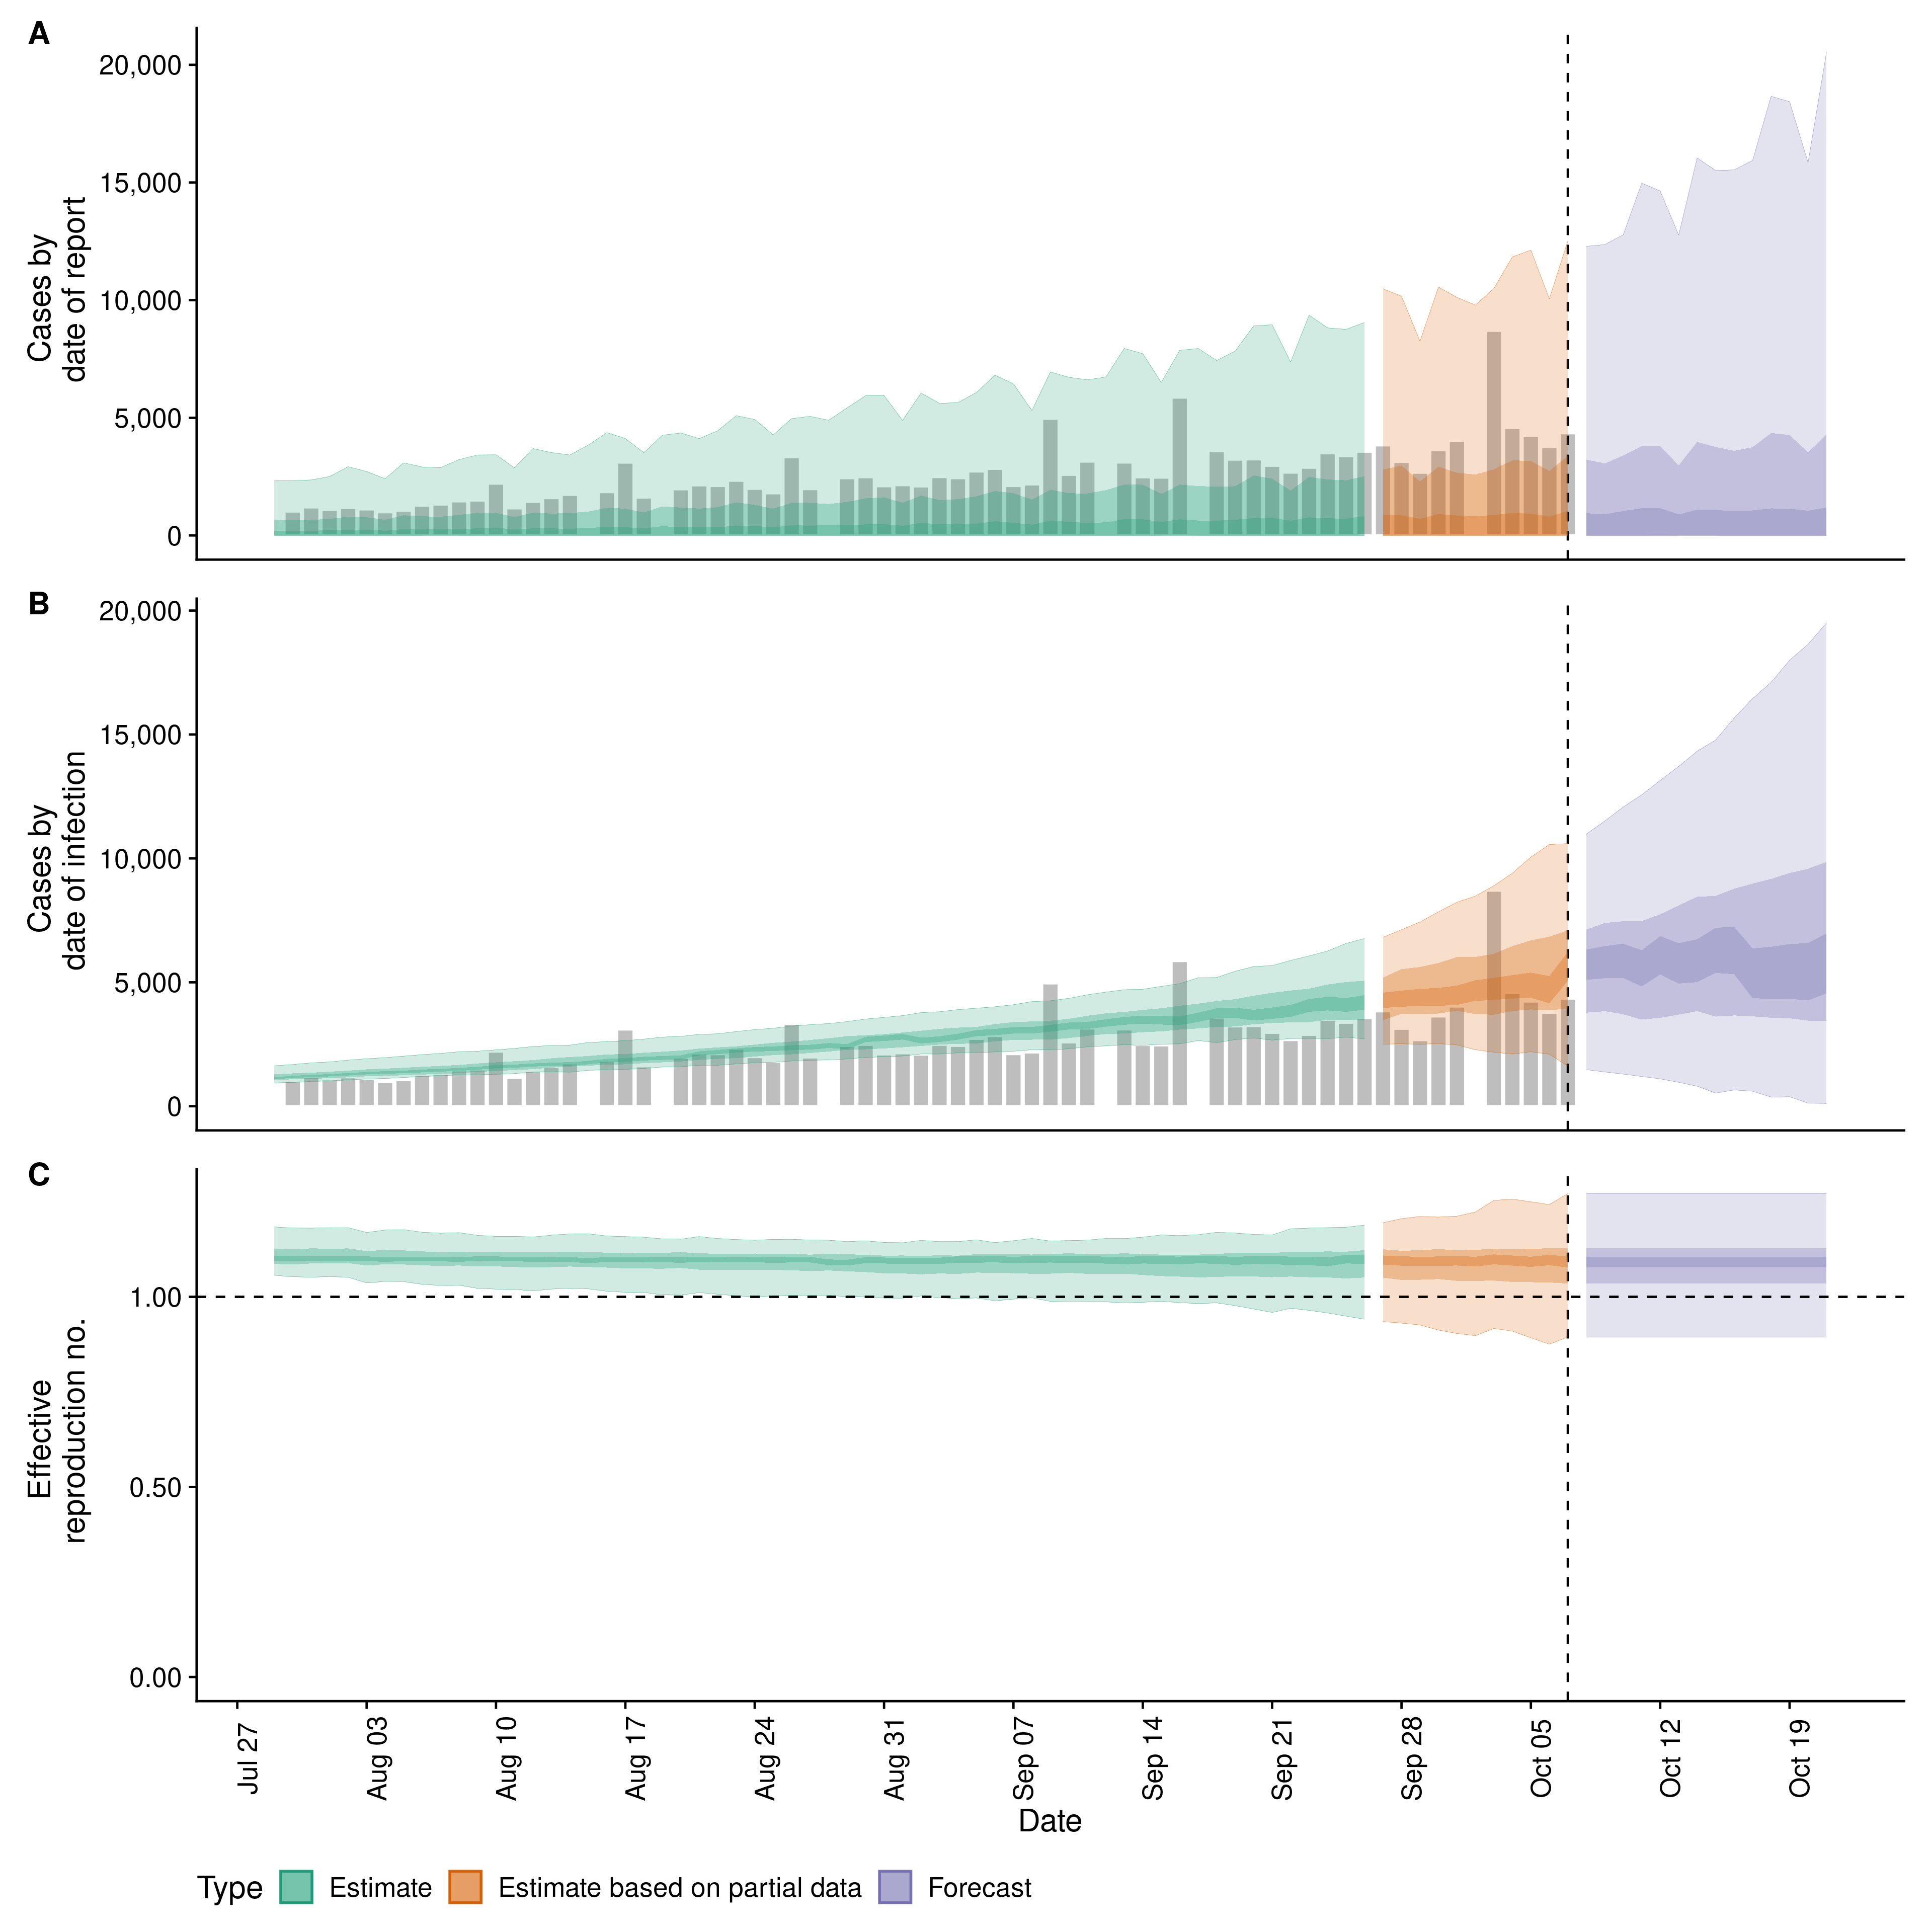 A
20,000
15,000
10,000
5,000
0
Cases by
date of report
B
20,000
15,000
10,000
5,000
0
Cases by
date of infection
C
1.00
0.50
0.00
Effective
reproduction no.
Jul 27
Aug 03
Aug 10
Aug 17
Aug 24
Aug 31
Sep 07
Sep 14
Sep 21
Sep 28
Oct 05
Oct 12
Oct 19
Date
Type Estimate Estimate based on partial data Forecast